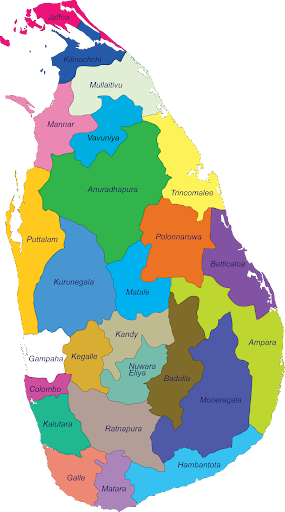 Jaffna
Kilinochchi
Mullaitivu
Mannar
Vavuniya
Anuradhapura
Trincomalee
Puttalam
Polonnaruwa
Batticaloa
Kurunegala
Matale
Kandy
Ampara
Gampaha
Kegalle
Nuwara
Eliya
Badulla
Colombo
Moneragala
Kalutara
Ratnapura
Hambantota
Galle
Matara